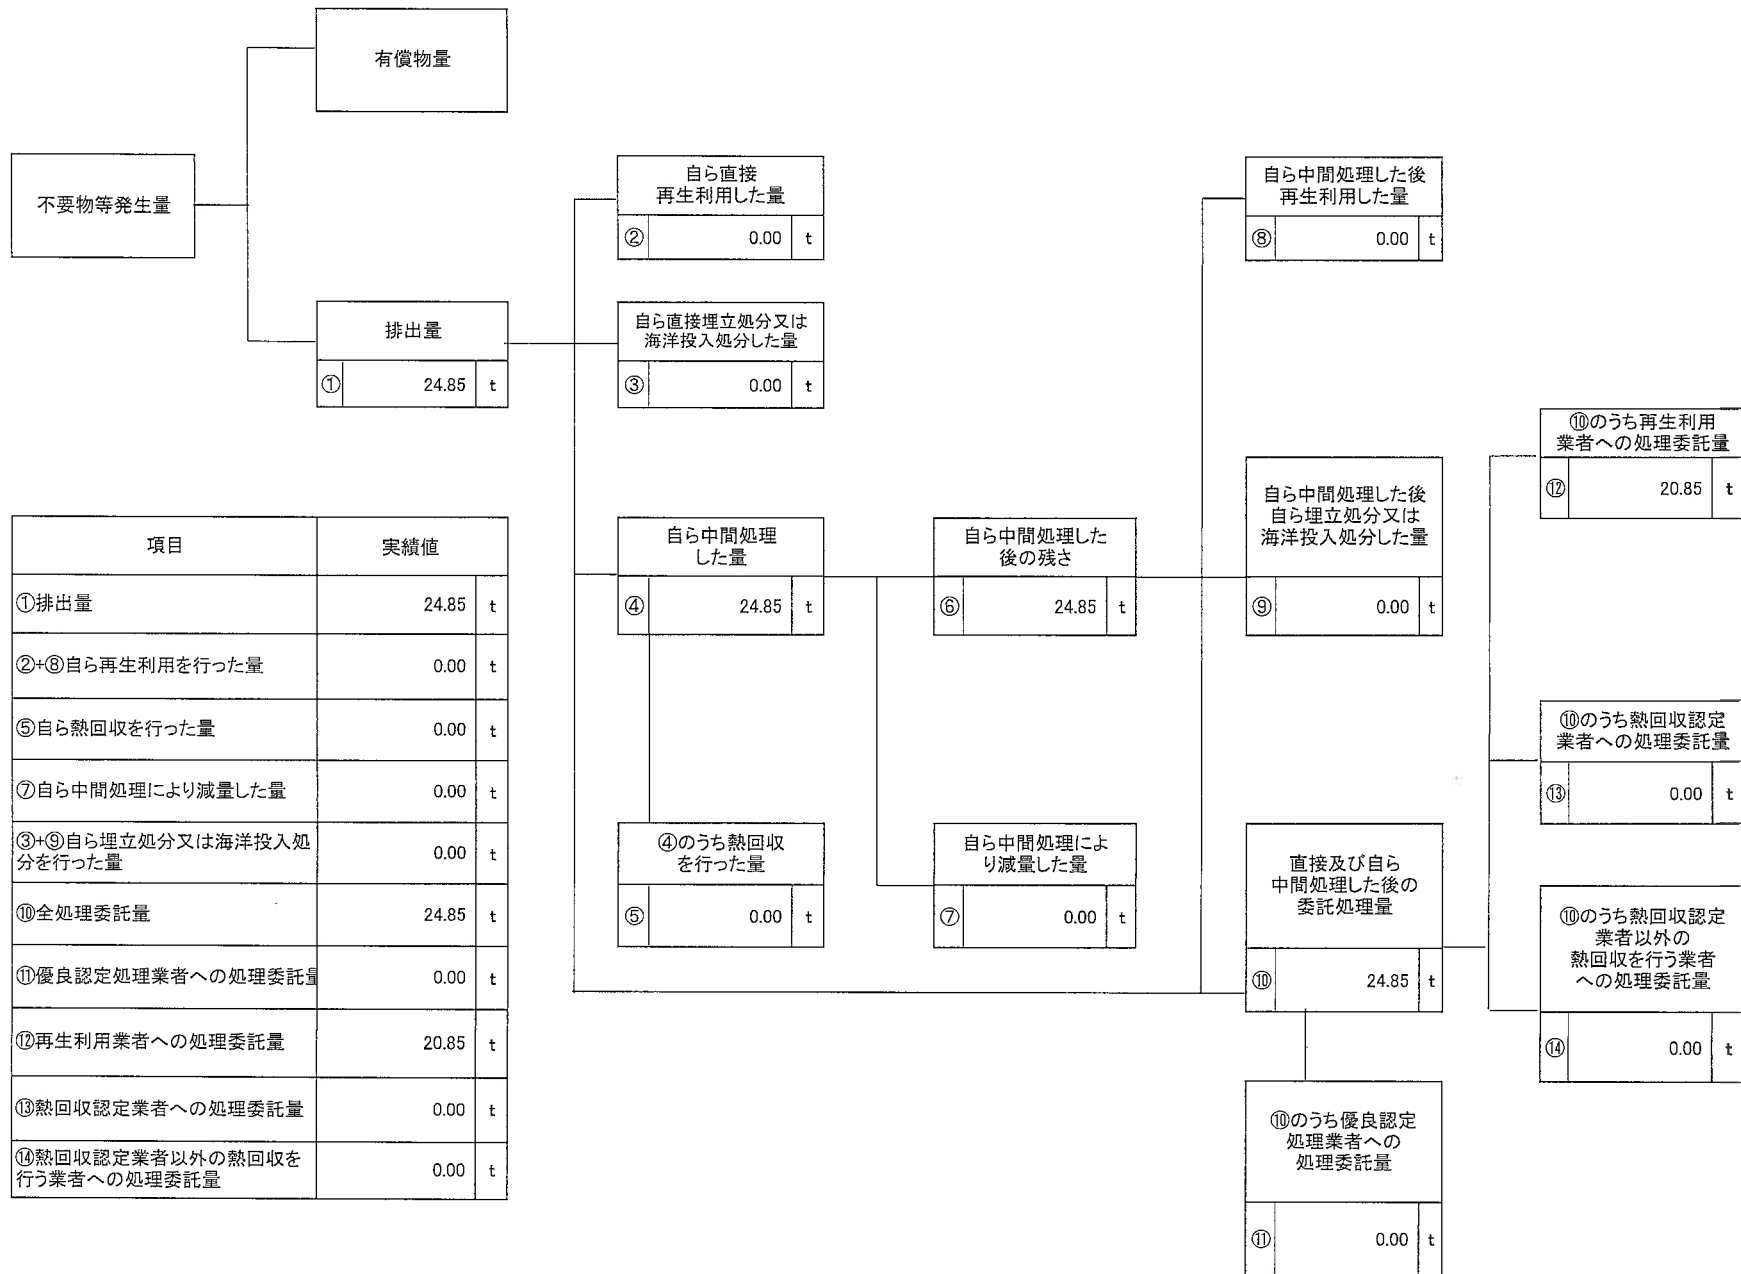 有償物量
不要物等発生量
排出量
① 24.85 t
自ら直接
再生利用した量
② 0.00 t
自ら直接埋立処分又は
海洋投入処分した量
③ 0.00 t
自ら中間処理
した量
④ 24.85 t
④のうち熱回収
を行った量
⑤ 0.00 t
自ら中間処理した
後の残さ
⑥ 24.85 t
自ら中間処理によ
り減量した量
⑦ 0.00 t
自ら中間処理した後
再生利用した量
⑧ 0.00 t
自ら中間処理した後
自ら埋立処分又は
海洋投入処分した量
⑨ 0.00 t
直接及び自ら
中間処理した後の
委託処理量
⑩ 24.85 t
⑩のうち優良認定
処理業者への
処理委託量
⑪ 0.00 t
⑩のうち再生利用
業者への処理委託量
⑫ 20.85 t
⑩のうち熱回収認定
業者への処理委託量
⑬ 0.00 t
⑩のうち熱回収認定
業者以外の
熱回収を行う業者
への処理委託量
⑭ 0.00 t
項目 実績値
①排出量 24.85 t
②+⑧自ら再生利用を行った量 0.00 t
⑤自ら熱回収を行った量 0.00 t
⑦自ら中間処理により減量した量 0.00 t
③+⑨自ら埋立処分又は海洋投入処
分を行った量 0.00 t
⑩全処理委託量 24.85 t
⑪優良認定処理業者への処理委託量 0.00 t
⑫再生利用業者への処理委託量 20.85 t
⑬熱回収認定業者への処理委託量 0.00 t
⑭熱回収認定業者以外の熱回収を
行う業者への処理委託量 0.00 t